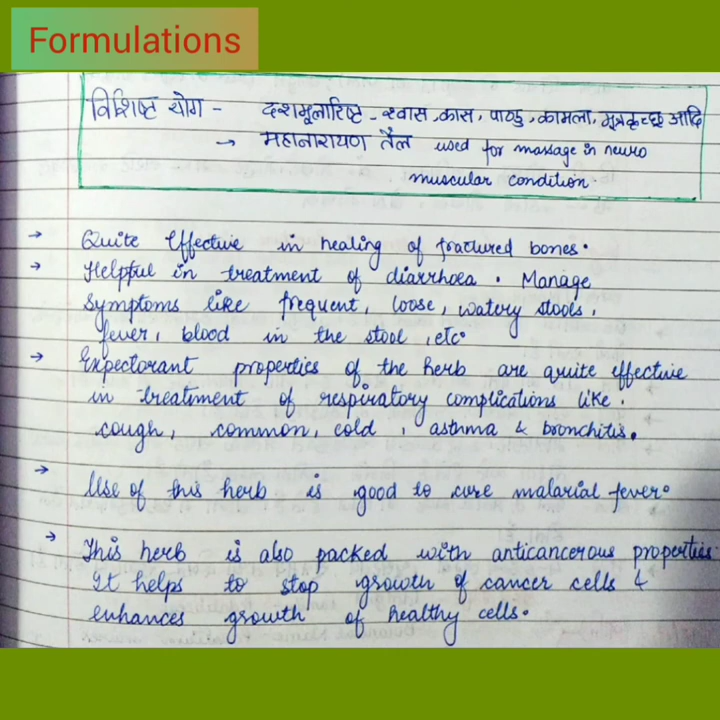 Formulations
विशिष्ट योग - दशमूलारिष्ट - श्वास, कास, पाण्डु, कामला, मूत्रकृच्छ्र आदि
→ महानारायण तैल used for massage in neuro
muscular condition.
→ Quite Effective in healing of fractured bones.
→ Helpful in treatment of diarrhoea. Manage
Symptoms like frequent, loose, watery stools,
fever, blood in the stool, etc.
→ Expectorant properties of the herb are quite effective
in treatment of respiratory complications like.
cough, common, cold, asthma & bronchitis.
→ Use of this herb is good to cure malarial fever.
→ This herb is also packed with anticancerous properties
It helps to stop growth of cancer cells &
enhances growth of healthy cells.